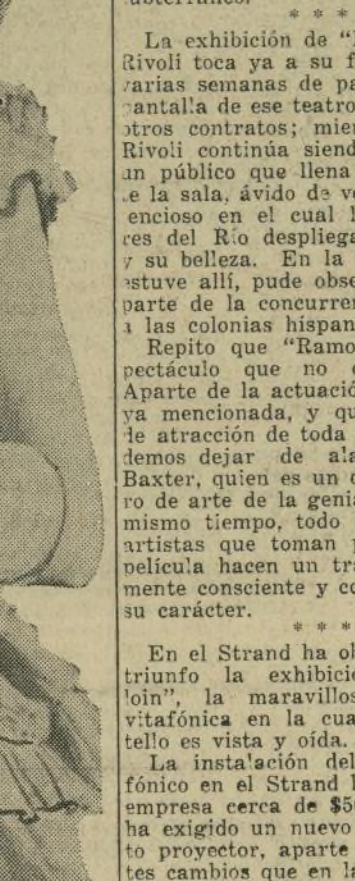 * * *
La exhibición de "
Rivoli toca ya a su f
varias semanas de pa
pantalla de ese teatro
otros contratos; mien
Rivoli continúa siend
un público que llena
e la sala, ávido de v
encioso en el cual l
res del Río despliega
y su belleza. En la
estuve allí, pude obse
parte de la concurren
a las colonias hispan
Repito que "Ramo
pectáculo que no
Aparte de la actuació
ya mencionada, y qu
de atracción de toda
demos dejar de ala
Baxter, quien es un
ro de arte de la genia
mismo tiempo, todo
artistas que toman
película hacen un tra
mente consciente y co
su carácter.
* * *
En el Strand ha ob
triunfo la exhibici
loin", la maravillos
vitafónica en la cua
tello es vista y oída.
La instalación del
fónico en el Strand
empresa cerca de $5
ha exigido un nuevo
to proyector, aparte
tes cambios que en la